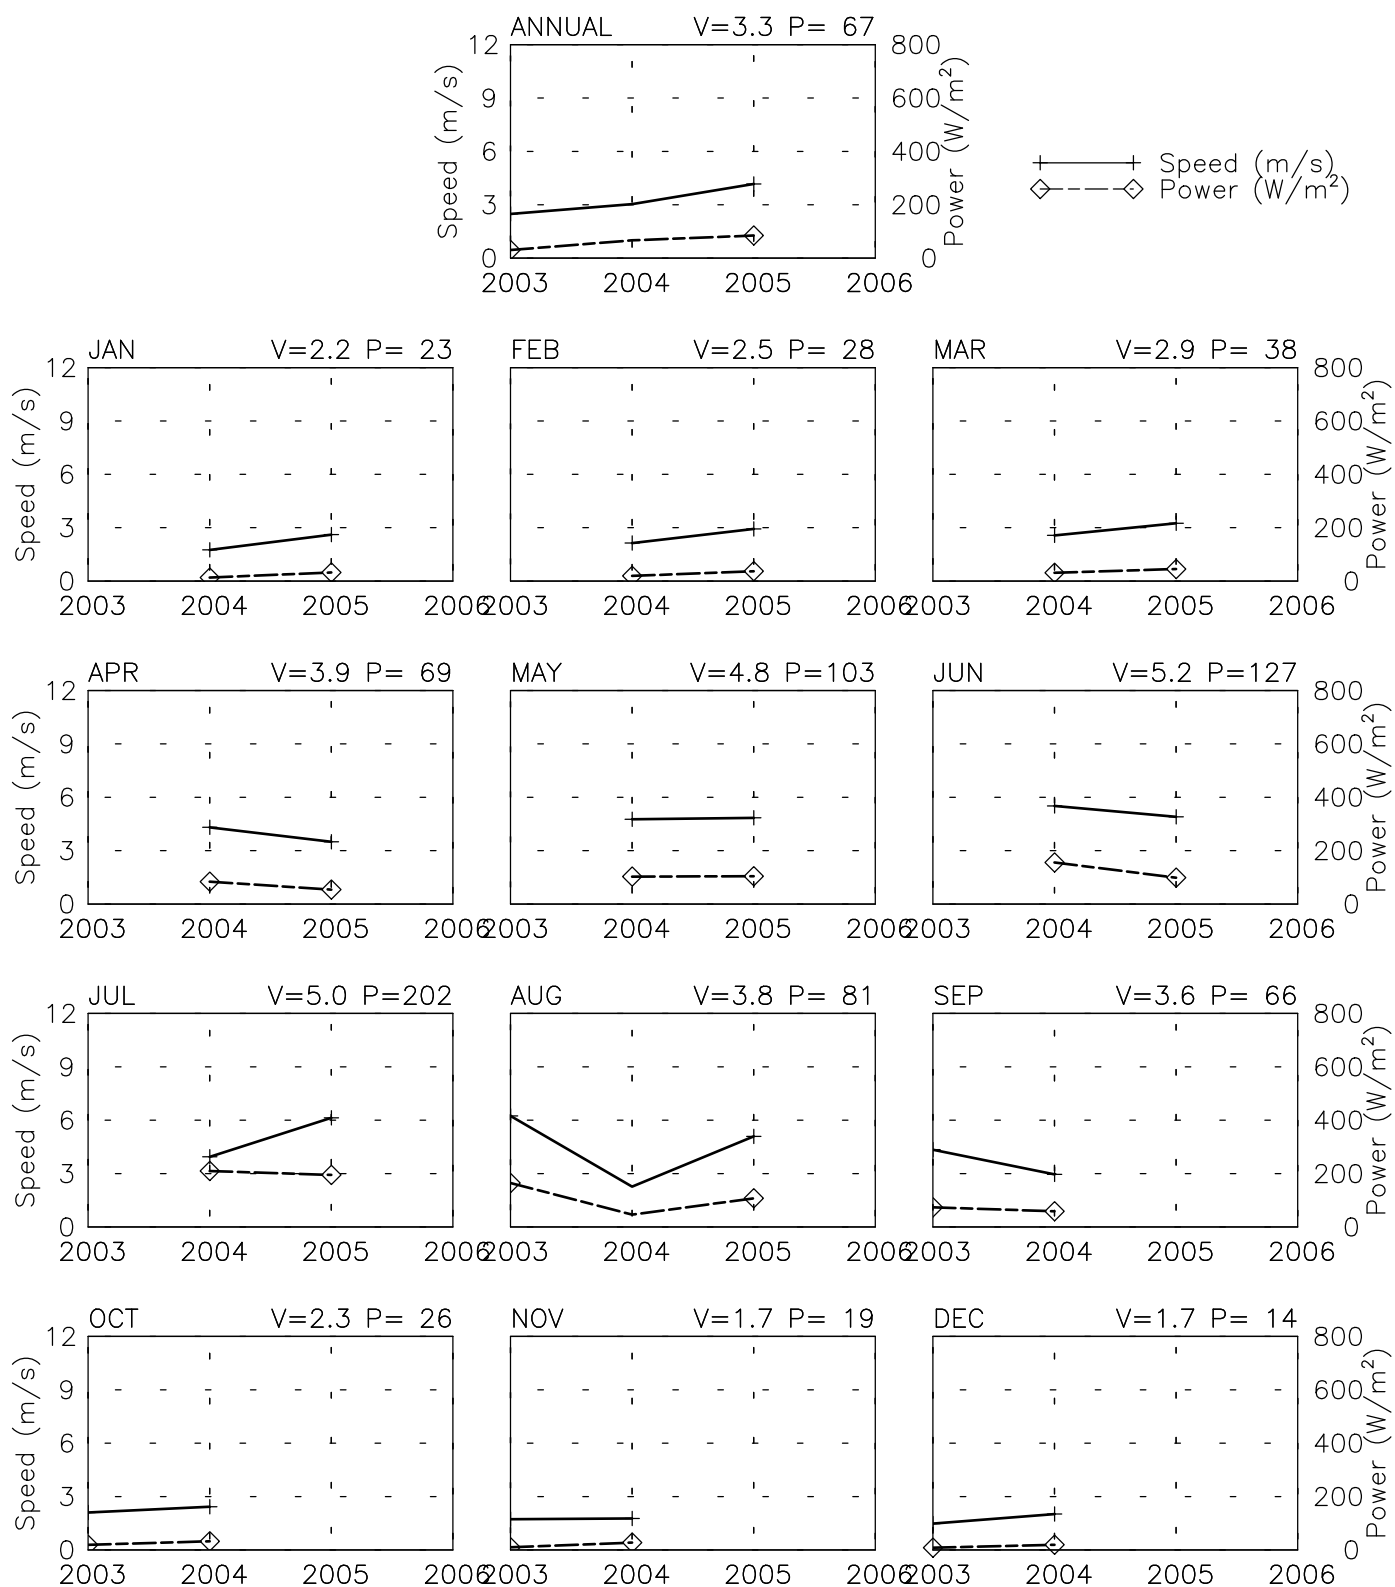 ANNUAL V=3.3 P= 67
12 800
9 600
6 400
3 200
0 0
Speed (m/s)
Power (W/m²)
2003 2004 2005 2006
Speed (m/s)
Power (W/m²)
JAN V=2.2 P= 23 FEB V=2.5 P= 28 MAR V=2.9 P= 38
12 800
9 600
6 400
3 200
0 0
Speed (m/s)
Power (W/m²)
2003 2004 2005 2006 2003 2004 2005 2006 2003 2004 2005 2006
APR V=3.9 P= 69 MAY V=4.8 P=103 JUN V=5.2 P=127
12 800
9 600
6 400
3 200
0 0
Speed (m/s)
Power (W/m²)
2003 2004 2005 2006 2003 2004 2005 2006 2003 2004 2005 2006
JUL V=5.0 P=202 AUG V=3.8 P= 81 SEP V=3.6 P= 66
12 800
9 600
6 400
3 200
0 0
Speed (m/s)
Power (W/m²)
2003 2004 2005 2006 2003 2004 2005 2006 2003 2004 2005 2006
OCT V=2.3 P= 26 NOV V=1.7 P= 19 DEC V=1.7 P= 14
12 800
9 600
6 400
3 200
0 0
Speed (m/s)
Power (W/m²)
2003 2004 2005 2006 2003 2004 2005 2006 2003 2004 2005 2006